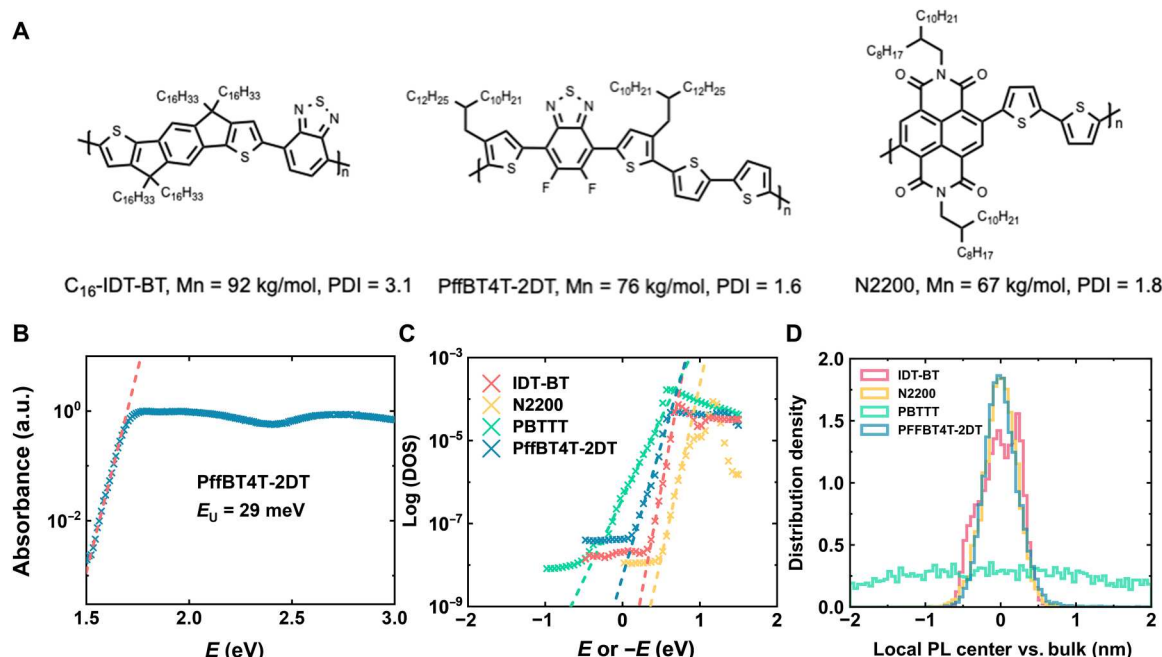 A
C16H33 C16H33
C16H33 C16H33
S
S
N S N
n
C₁₆-IDT-BT, Mn = 92 kg/mol, PDI = 3.1
C12H25 C10H21
C10H21 C12H25
N S N
S
S
F F
S
S
n
PffBT4T-2DT, Mn = 76 kg/mol, PDI = 1.6
C10H21
C8H17
O N O
S
S
n
O N O
C10H21
C8H17
N2200, Mn = 67 kg/mol, PDI = 1.8
B
Absorbance (a.u.)
10⁰
10⁻²
PffBT4T-2DT
E_U = 29 meV
1.5 2.0 2.5 3.0
E (eV)
C
Log (DOS)
10⁻³
10⁻⁵
10⁻⁷
10⁻⁹
IDT-BT
N2200
PBTTT
PffBT4T-2DT
−2 −1 0 1 2
E or −E (eV)
D
Distribution density
2.0
1.5
1.0
0.5
0.0
IDT-BT
N2200
PBTTT
PFFBT4T-2DT
−2 −1 0 1 2
Local PL center vs. bulk (nm)